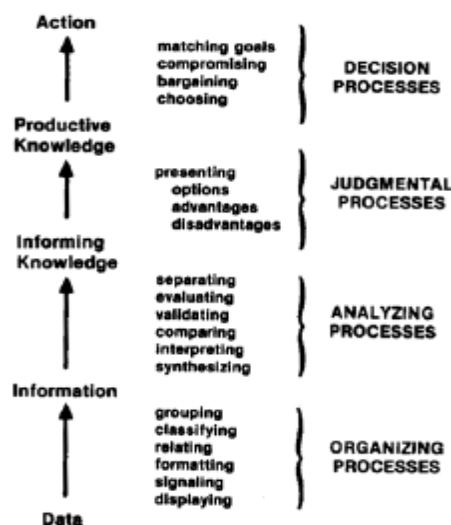 Action
matching goals
compromising
bargaining
choosing
DECISION
PROCESSES
Productive
Knowledge
presenting
options
advantages
disadvantages
JUDGMENTAL
PROCESSES
Informing
Knowledge
separating
evaluating
validating
comparing
interpreting
synthesizing
ANALYZING
PROCESSES
Information
grouping
classifying
relating
formatting
signaling
displaying
ORGANIZING
PROCESSES
Data